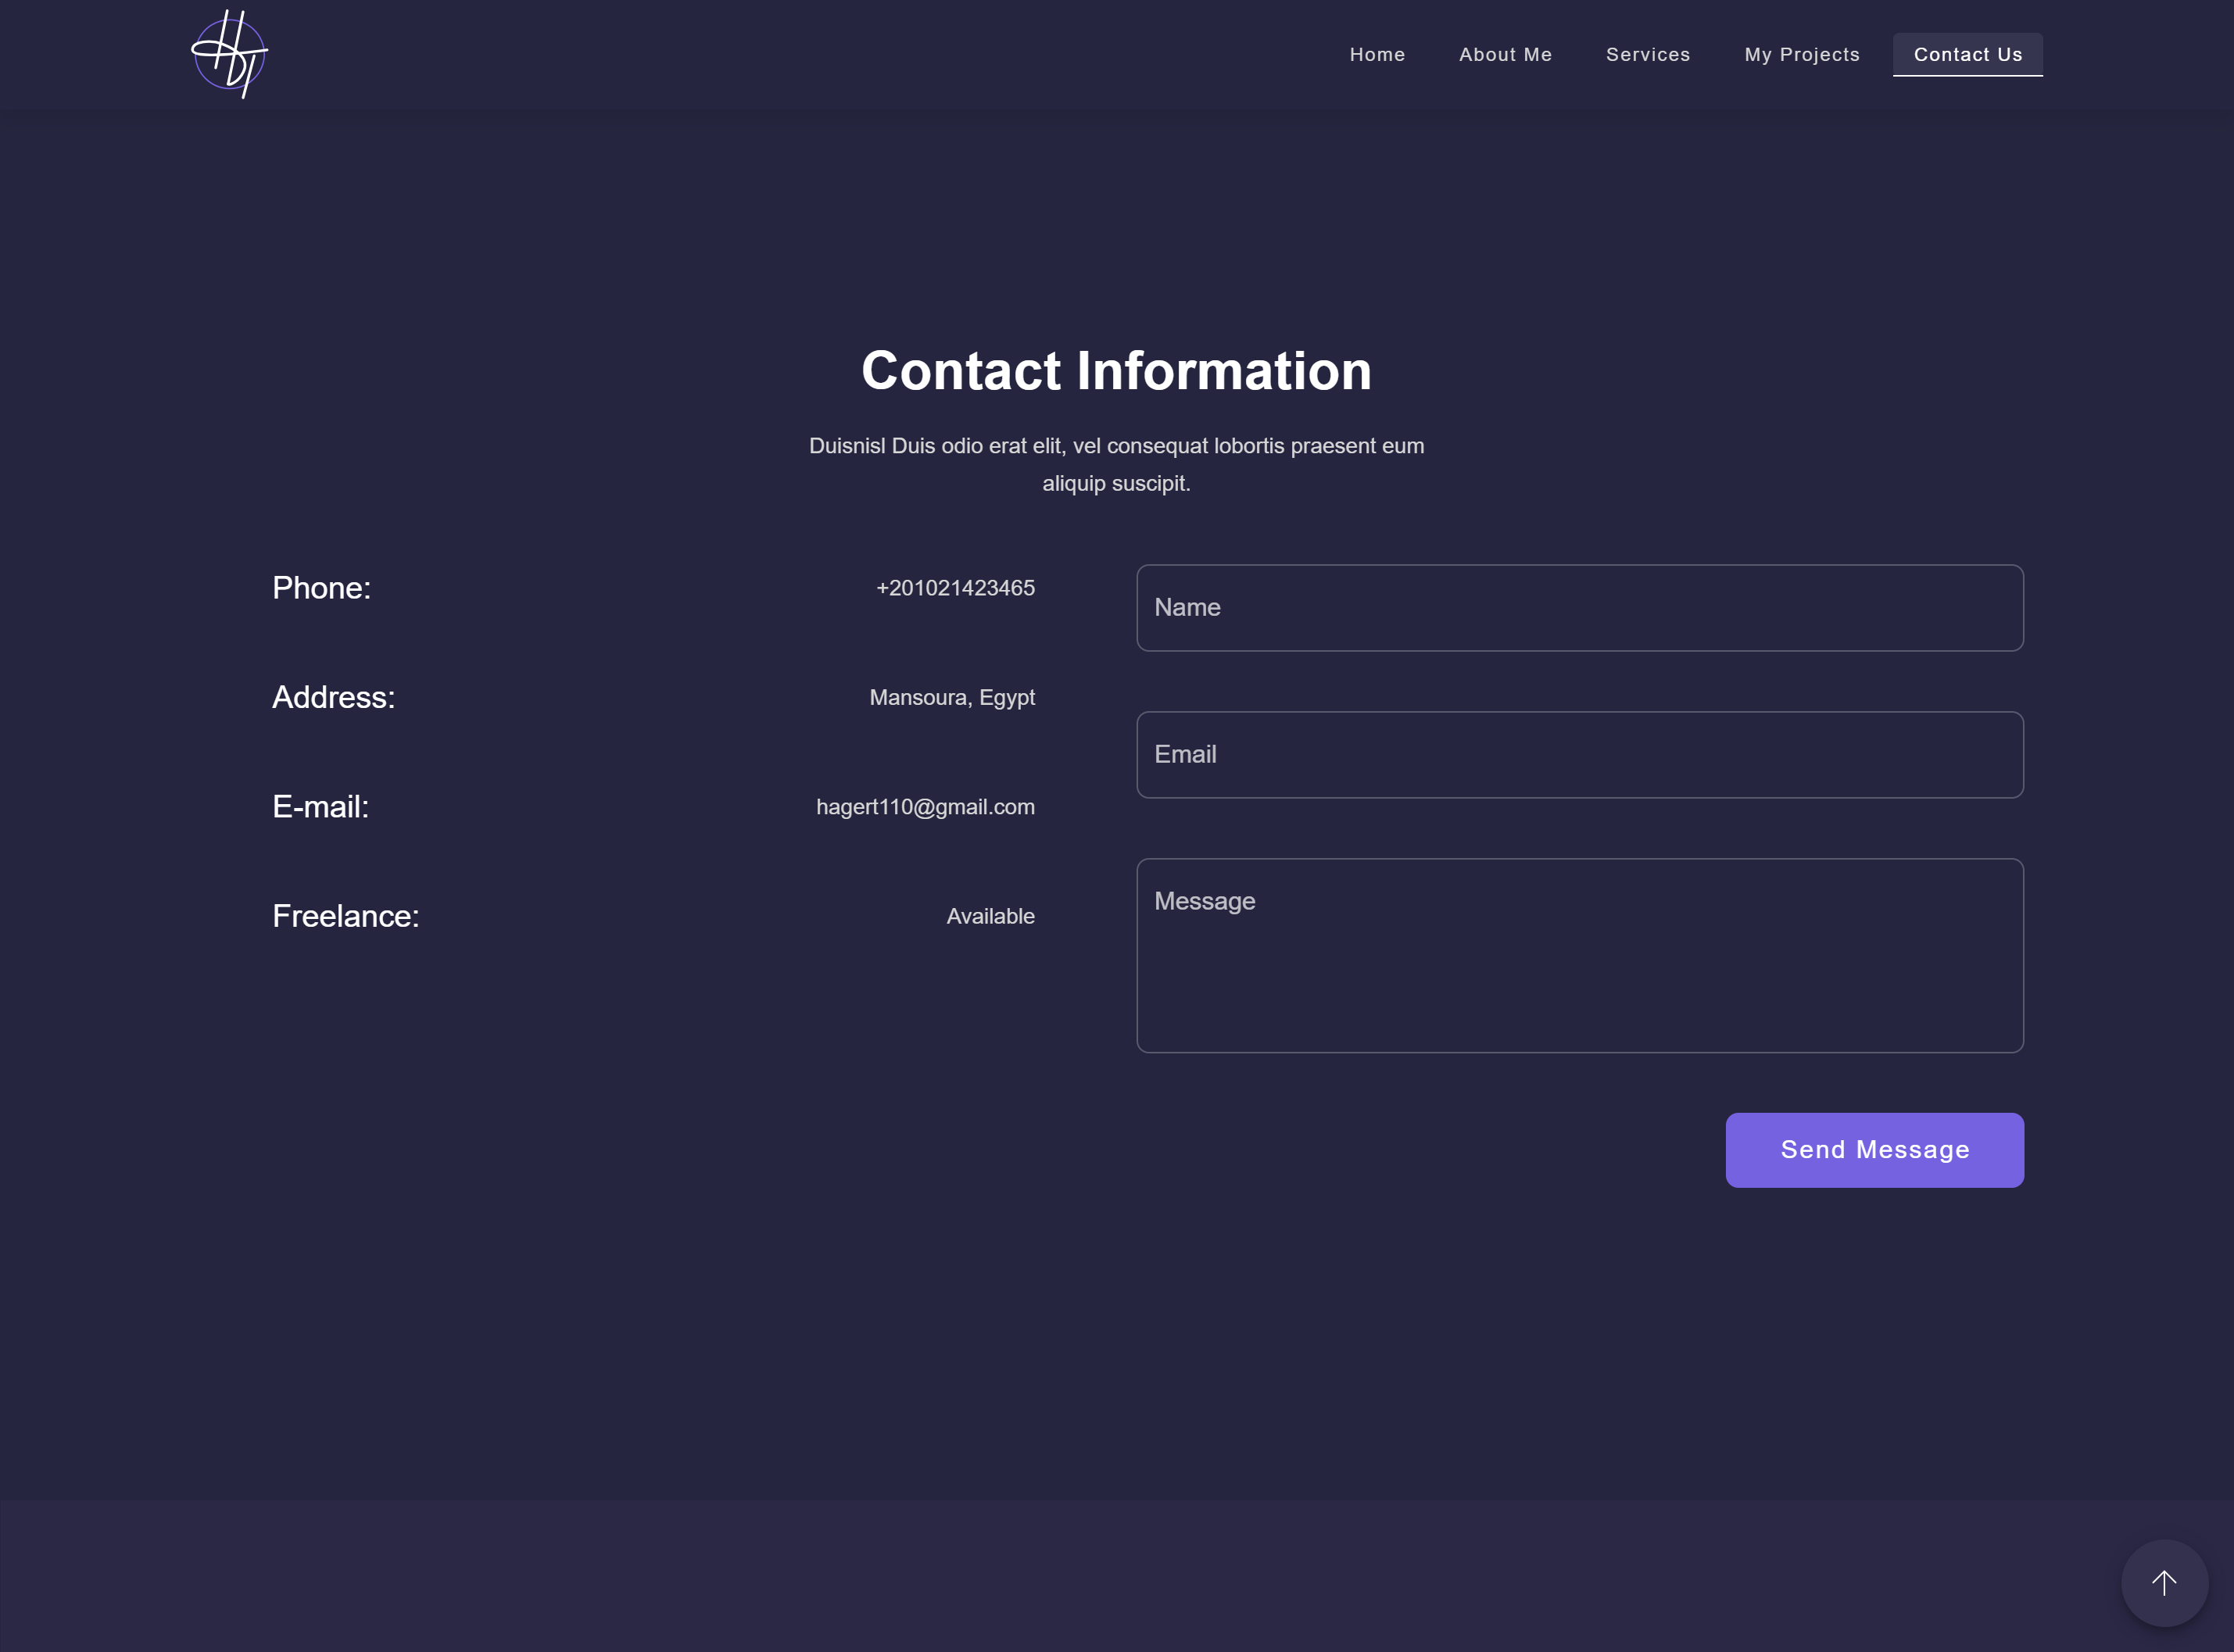 Home
About Me
Services
My Projects
Contact Us
Contact Information
Duisnisl Duis odio erat elit, vel consequat lobortis praesent eum
aliquip suscipit.
Phone: +201021423465
Address: Mansoura, Egypt
E-mail: hagert110@gmail.com
Freelance: Available
Name
Email
Message
Send Message